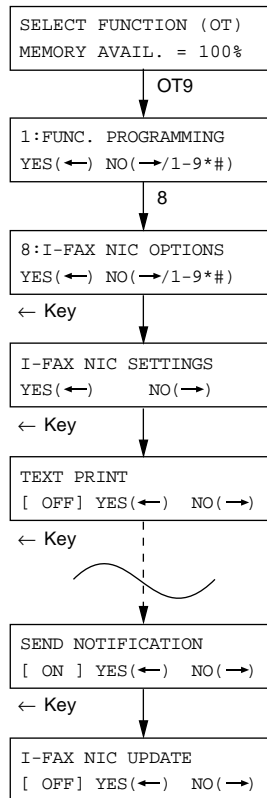 SELECT FUNCTION (OT)
MEMORY AVAIL. = 100%
OT9
1:FUNC. PROGRAMMING
YES(←) NO(→/1-9*#)
8
8:I-FAX NIC OPTIONS
YES(←) NO(→/1-9*#)
← Key
I-FAX NIC SETTINGS
YES(←) NO(→)
← Key
TEXT PRINT
[ OFF] YES(←) NO(→)
← Key
SEND NOTIFICATION
[ ON ] YES(←) NO(→)
← Key
I-FAX NIC UPDATE
[ OFF] YES(←) NO(→)